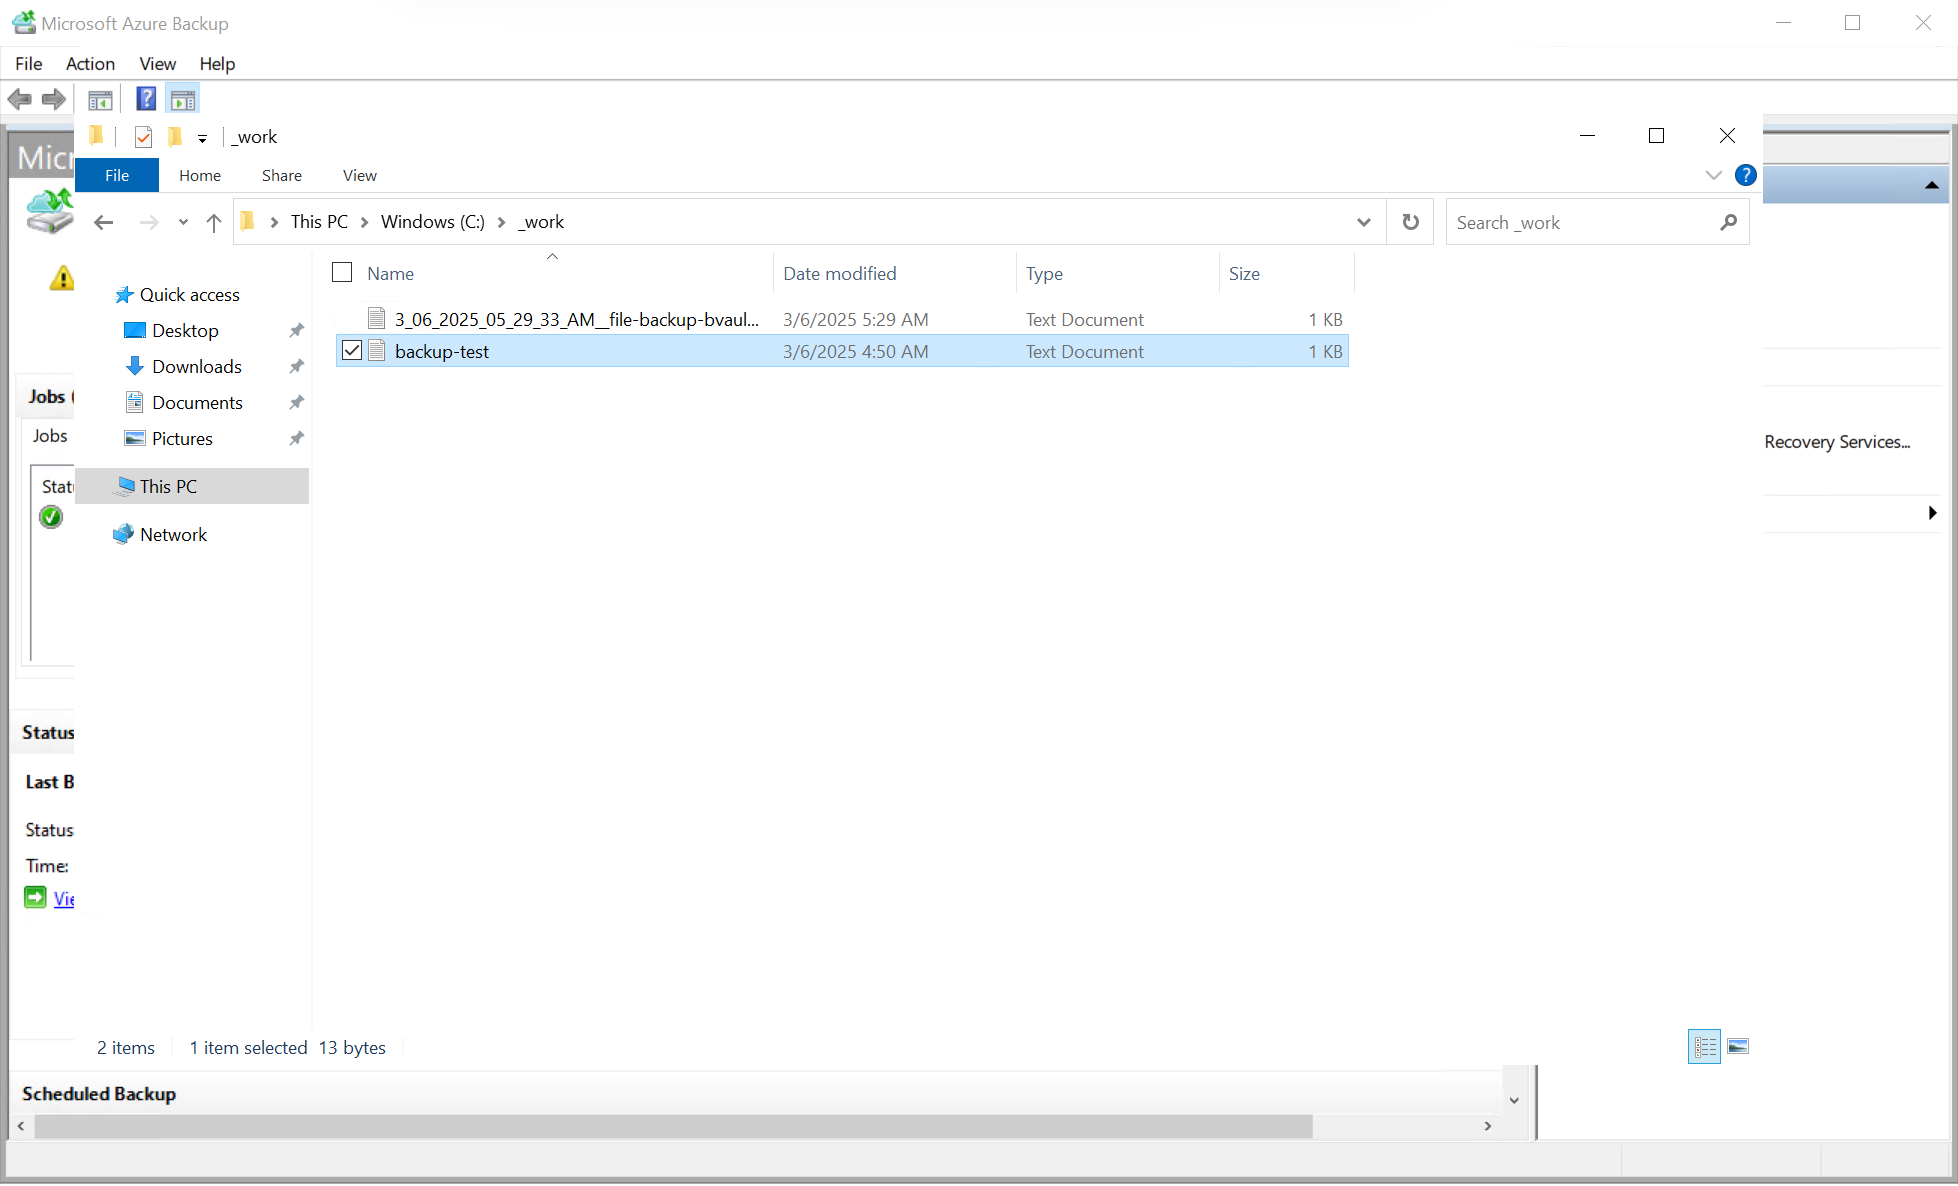 Microsoft Azure Backup
File Action View Help
_work
File Home Share View
This PC Windows (C:) _work
Search _work
Name Date modified Type Size
3_06_2025_05_29_33_AM__file-backup-bvaul... 3/6/2025 5:29 AM Text Document 1 KB
backup-test 3/6/2025 4:50 AM Text Document 1 KB
Quick access
Desktop
Downloads
Documents
Pictures
This PC
Network
2 items 1 item selected 13 bytes
Jobs (
Jobs
Recovery Services...
Status
Last B
Status
Time:
Vie
Scheduled Backup